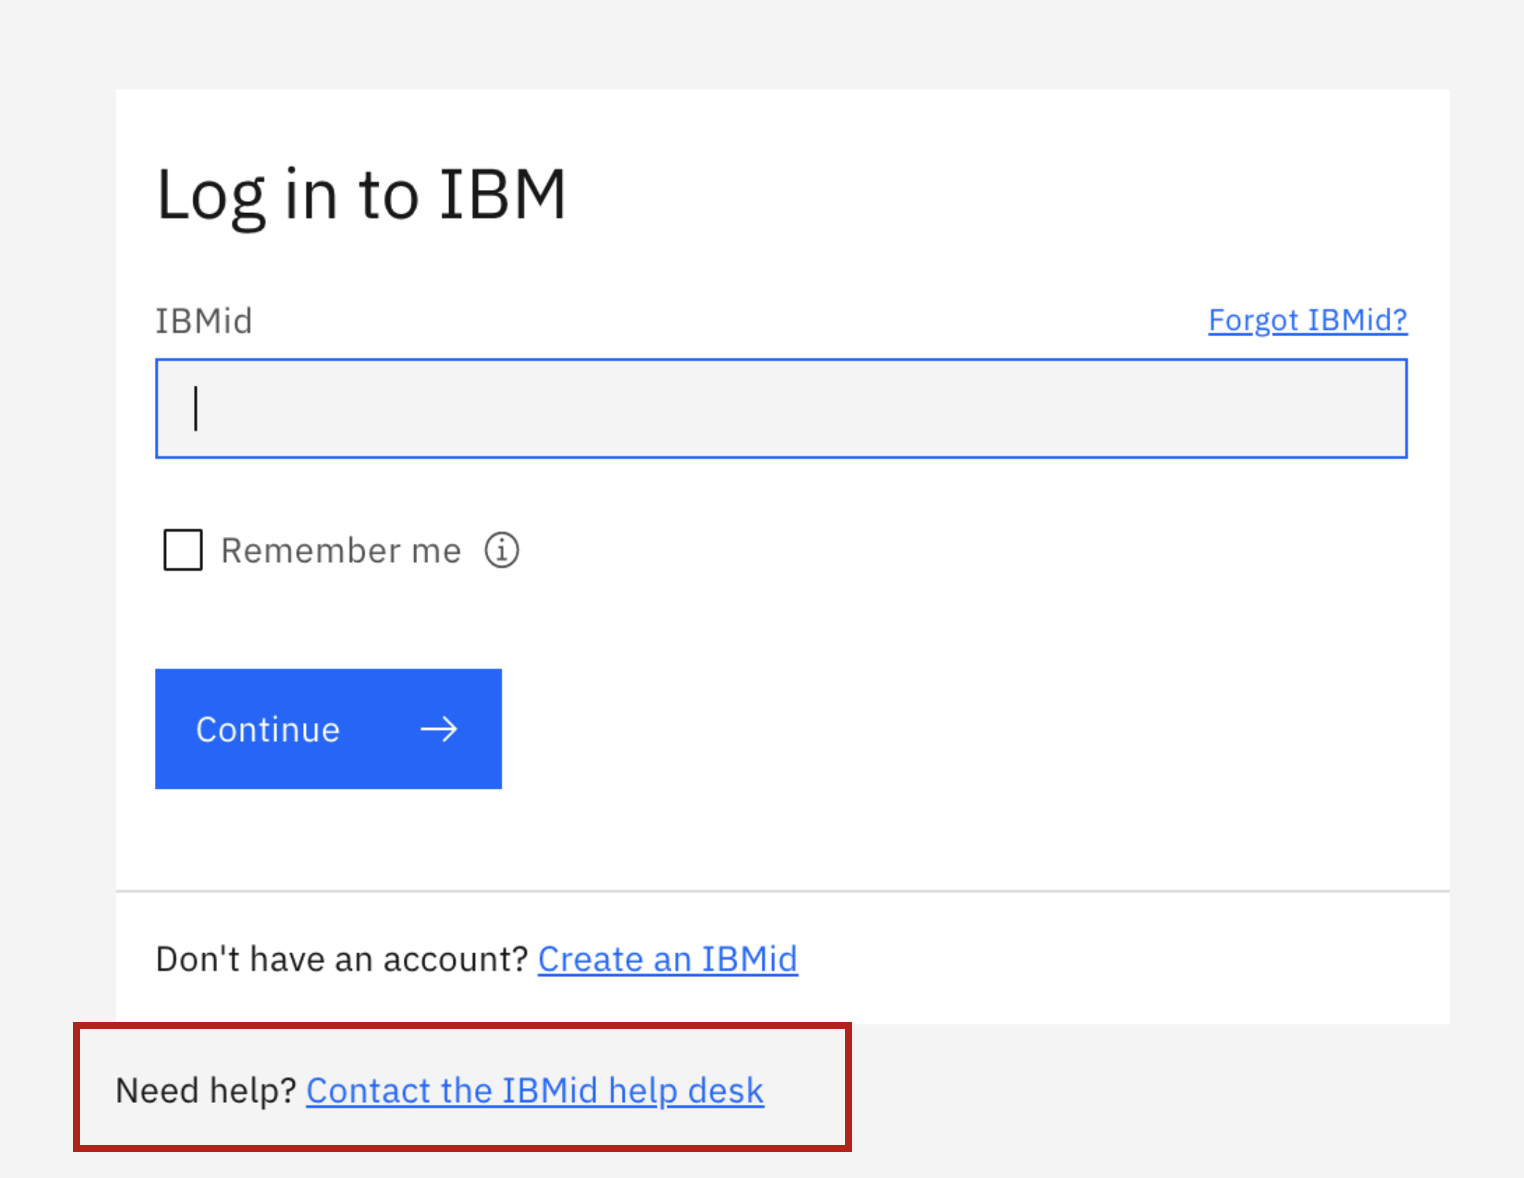 Log in to IBM
IBMid
Forgot IBMid?
Remember me
Continue
Don't have an account? Create an IBMid
Need help? Contact the IBMid help desk